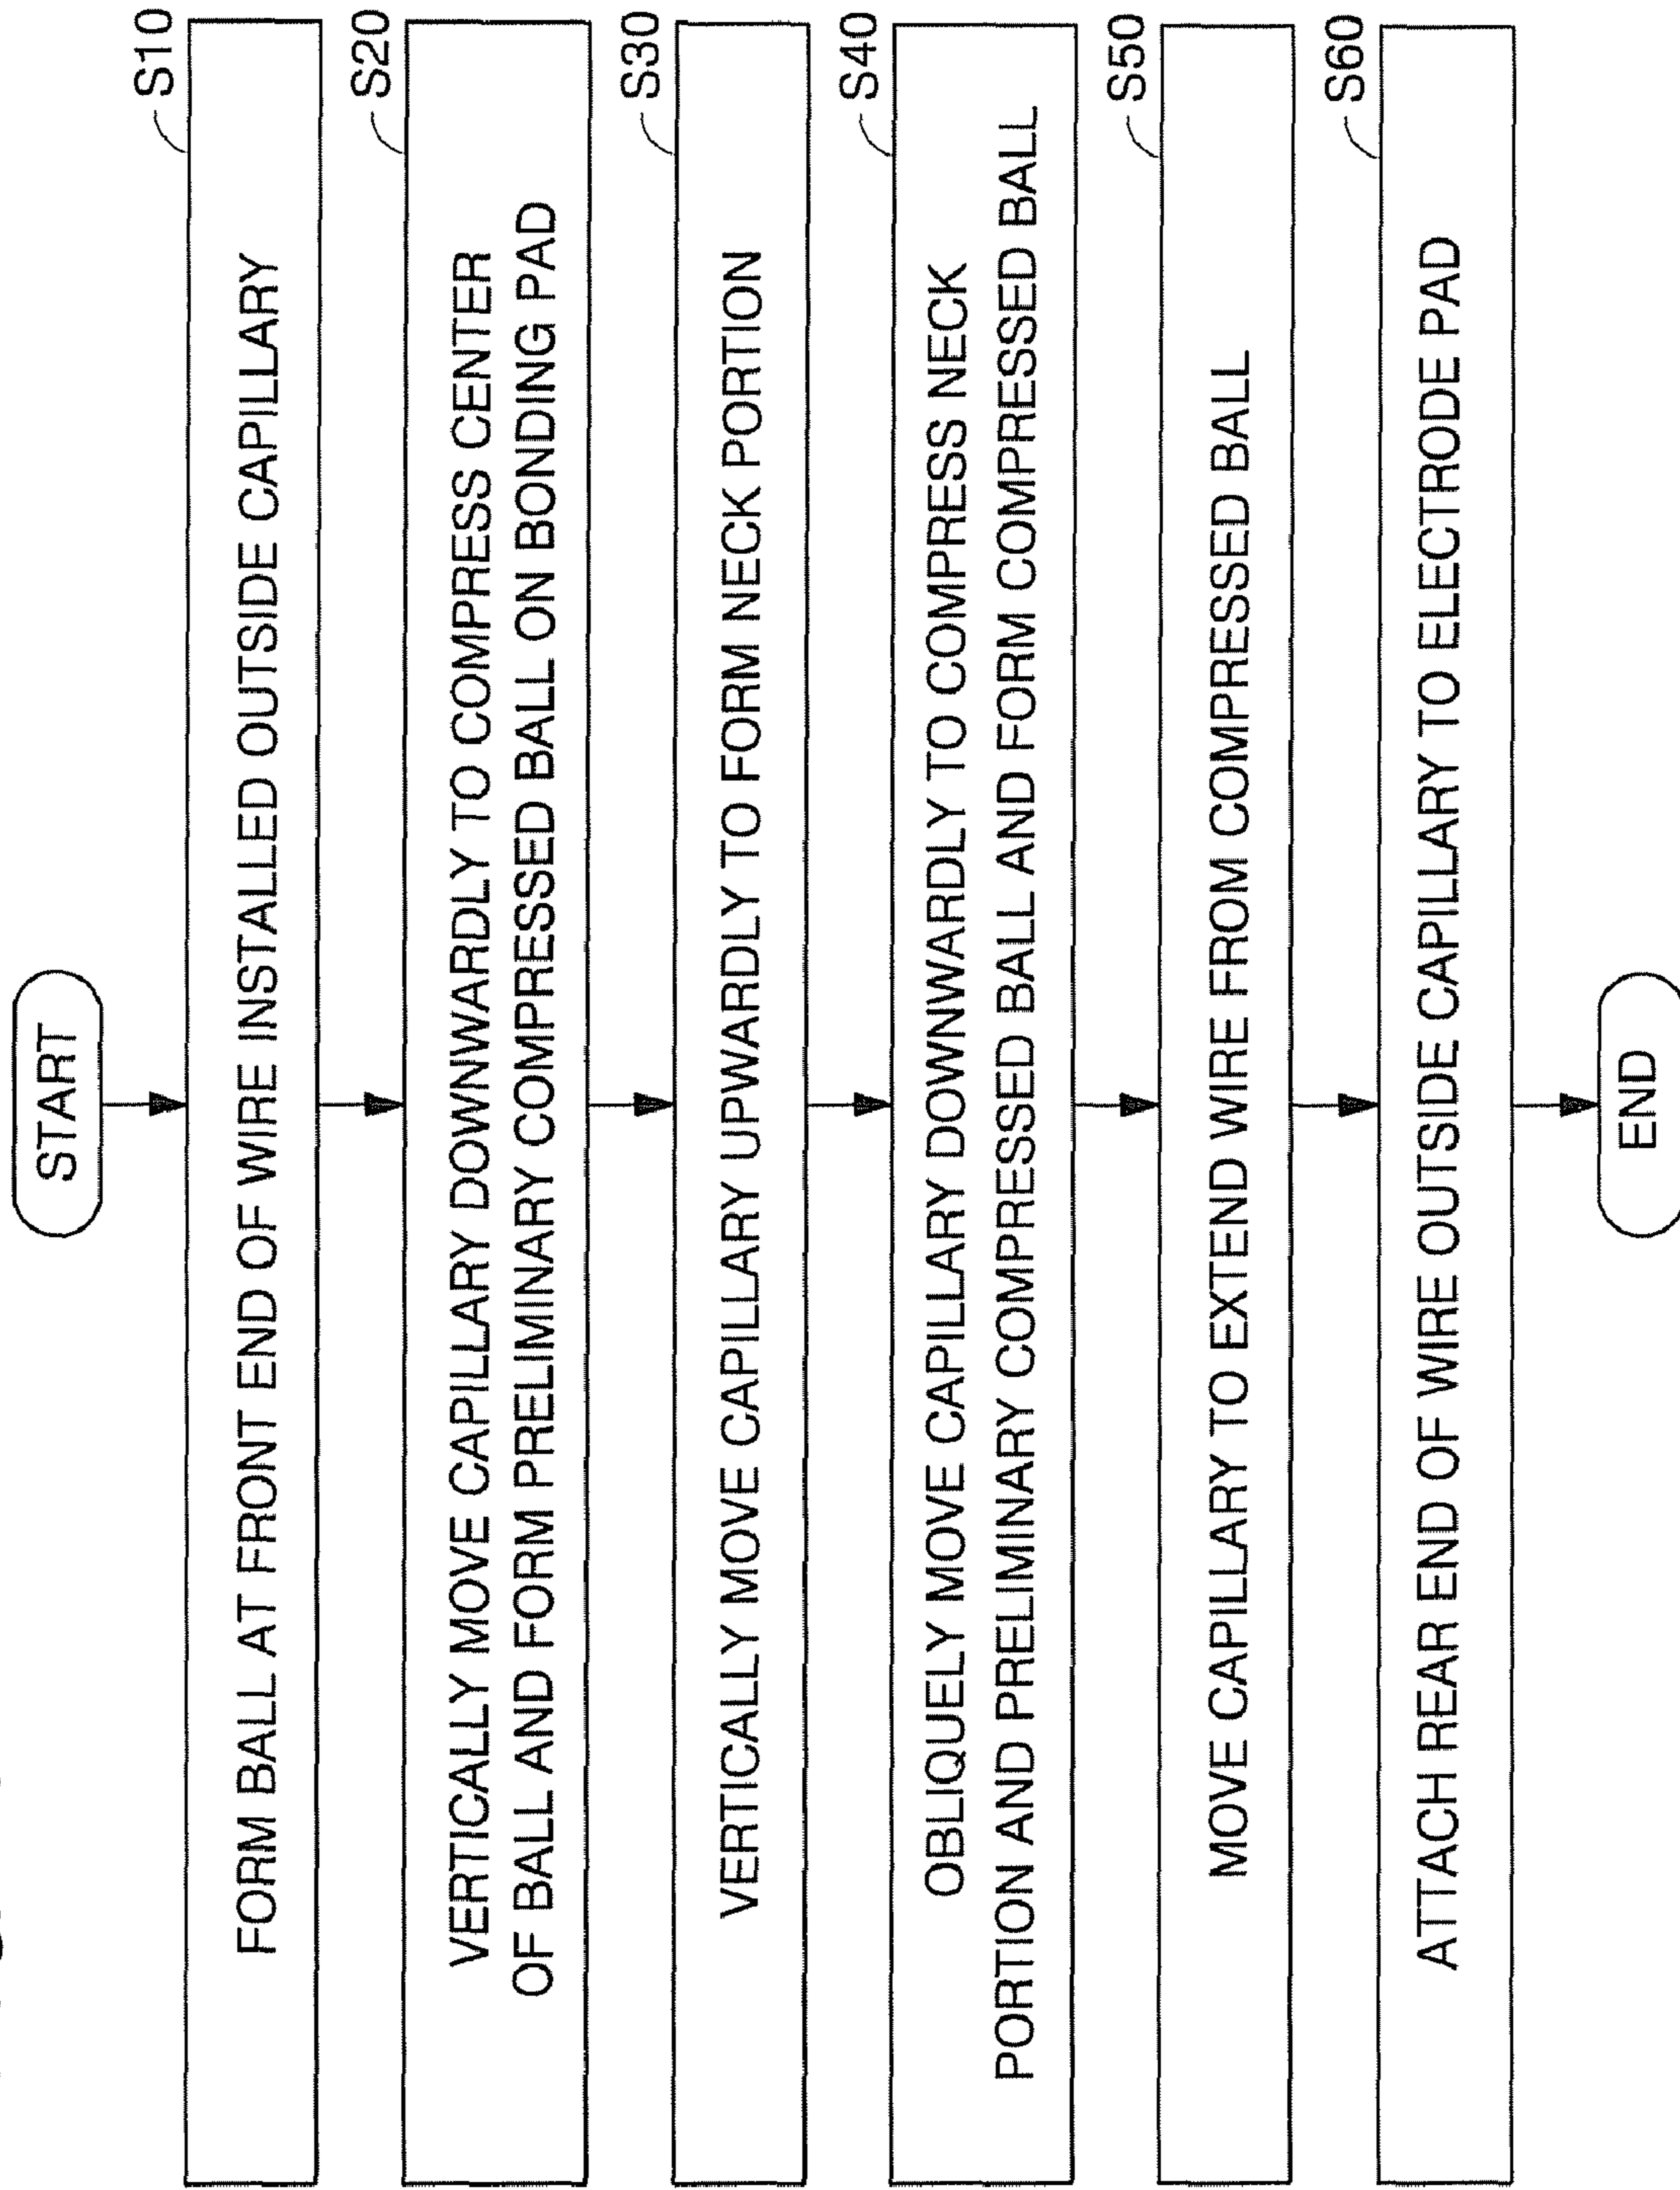 START
S10
FORM BALL AT FRONT END OF WIRE INSTALLED OUTSIDE CAPILLARY
S20
VERTICALLY MOVE CAPILLARY DOWNWARDLY TO COMPRESS CENTER
OF BALL AND FORM PRELIMINARY COMPRESSED BALL ON BONDING PAD
S30
VERTICALLY MOVE CAPILLARY UPWARDLY TO FORM NECK PORTION
S40
OBLIQUELY MOVE CAPILLARY DOWNWARDLY TO COMPRESS NECK
PORTION AND PRELIMINARY COMPRESSED BALL AND FORM COMPRESSED BALL
S50
MOVE CAPILLARY TO EXTEND WIRE FROM COMPRESSED BALL
S60
ATTACH REAR END OF WIRE OUTSIDE CAPILLARY TO ELECTRODE PAD
END